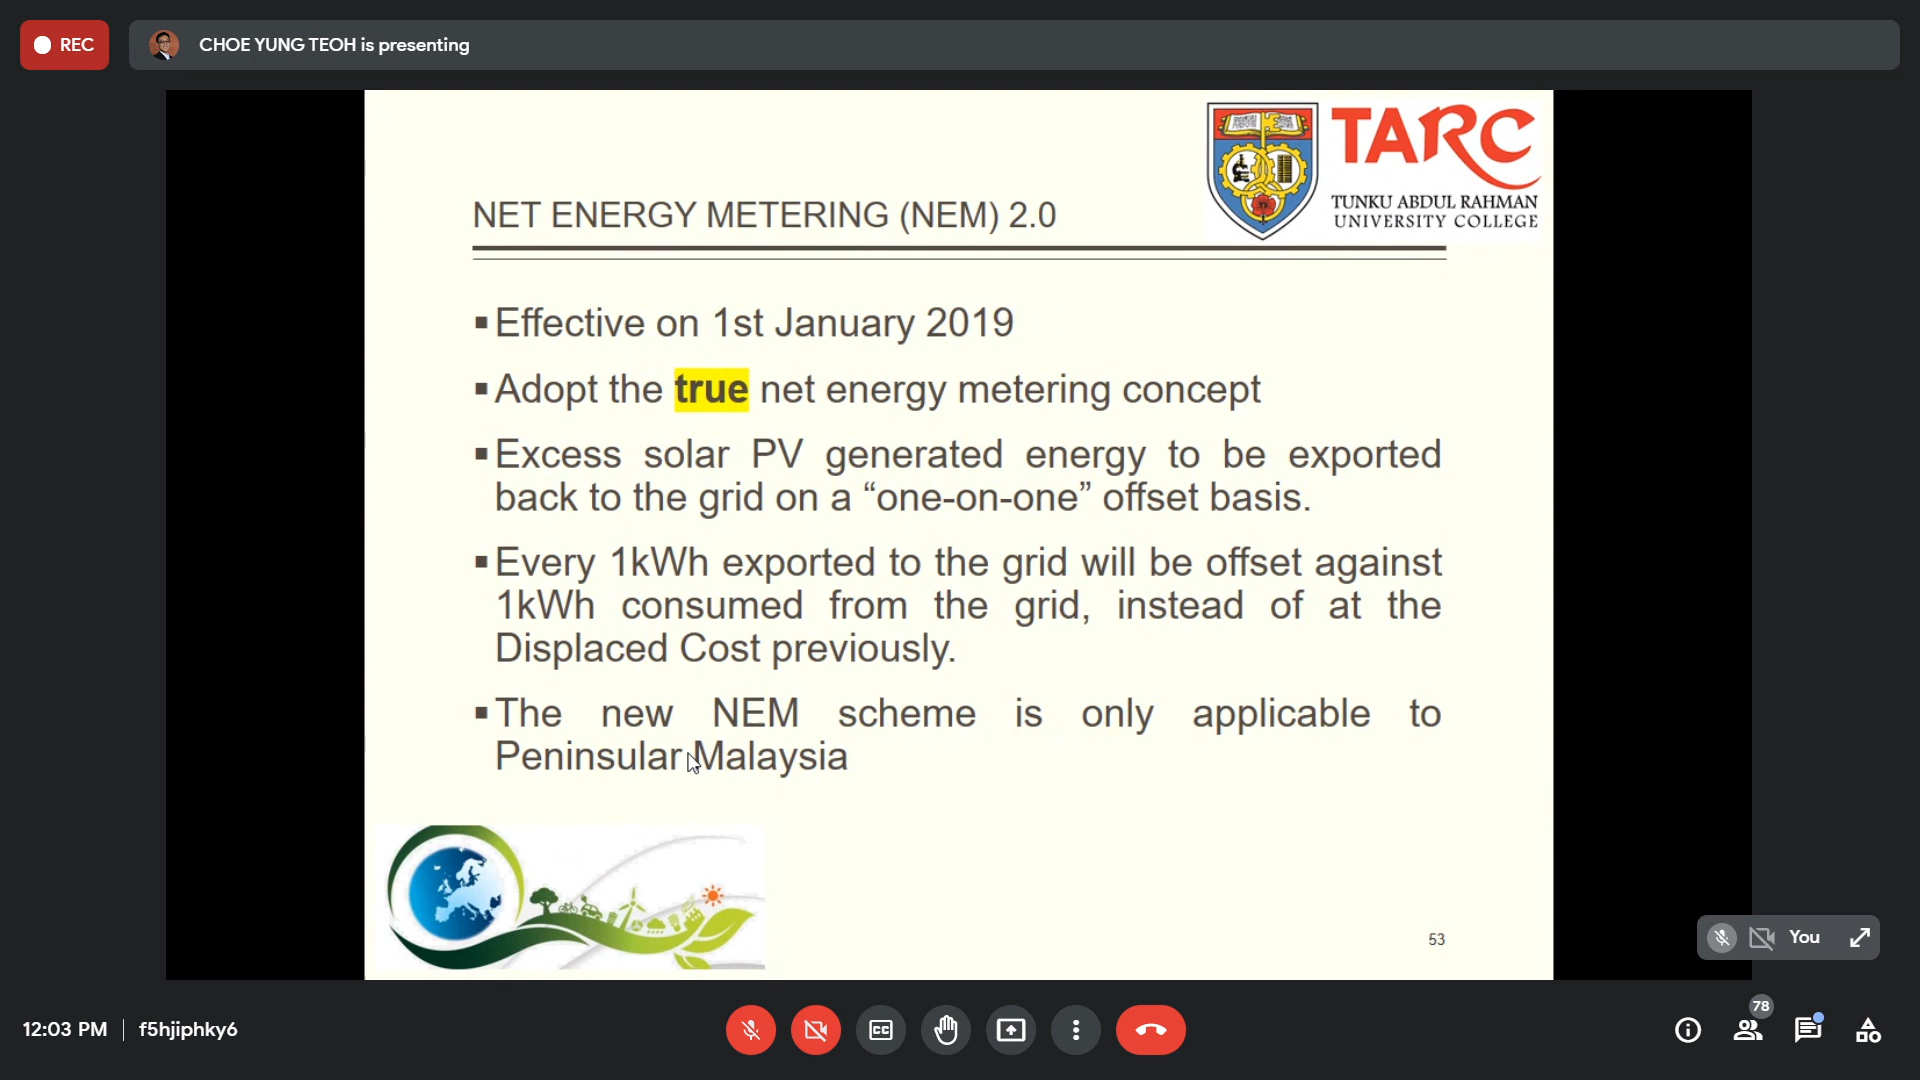 REC
CHOE YUNG TEOH is presenting
TARC
TUNKU ABDUL RAHMAN
UNIVERSITY COLLEGE
NET ENERGY METERING (NEM) 2.0
▪Effective on 1st January 2019
▪Adopt the true net energy metering concept
▪Excess solar PV generated energy to be exported
back to the grid on a “one-on-one” offset basis.
▪Every 1kWh exported to the grid will be offset against
1kWh consumed from the grid, instead of at the
Displaced Cost previously.
▪The new NEM scheme is only applicable to
Peninsular Malaysia
53
You
12:03 PM | f5hjiphky6
CC
78